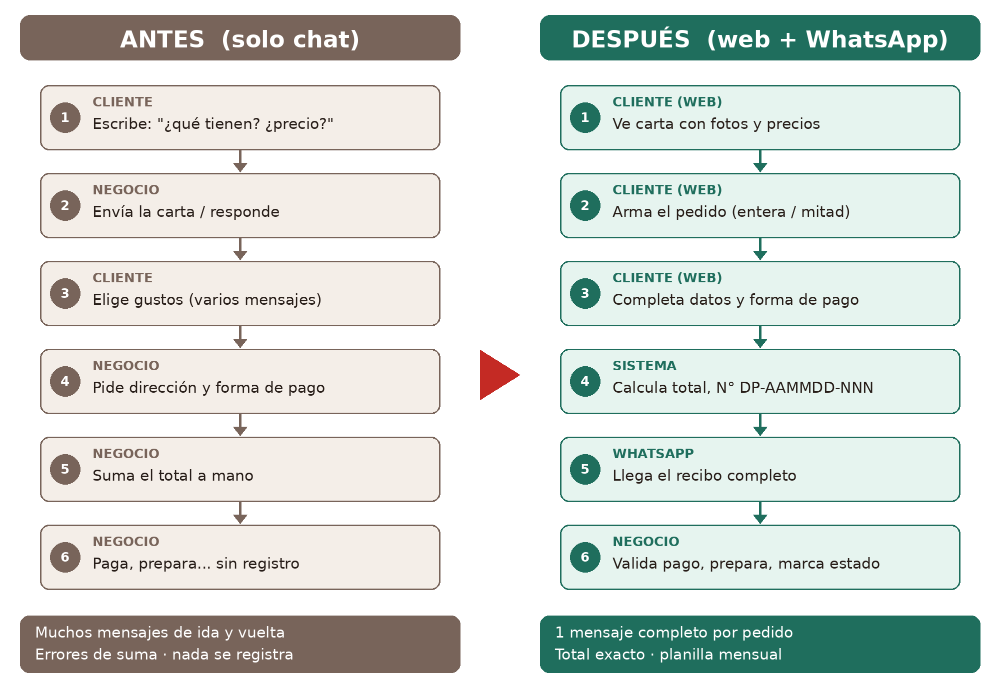 ANTES (solo chat)
1
CLIENTE
Escribe: "¿qué tienen? ¿precio?"
2
NEGOCIO
Envía la carta / responde
3
CLIENTE
Elige gustos (varios mensajes)
4
NEGOCIO
Pide dirección y forma de pago
5
NEGOCIO
Suma el total a mano
6
NEGOCIO
Paga, prepara... sin registro
Muchos mensajes de ida y vuelta
Errores de suma · nada se registra
DESPUÉS (web + WhatsApp)
1
CLIENTE (WEB)
Ve carta con fotos y precios
2
CLIENTE (WEB)
Arma el pedido (entera / mitad)
3
CLIENTE (WEB)
Completa datos y forma de pago
4
SISTEMA
Calcula total, N° DP-AAMMDD-NNN
5
WHATSAPP
Llega el recibo completo
6
NEGOCIO
Valida pago, prepara, marca estado
1 mensaje completo por pedido
Total exacto · planilla mensual